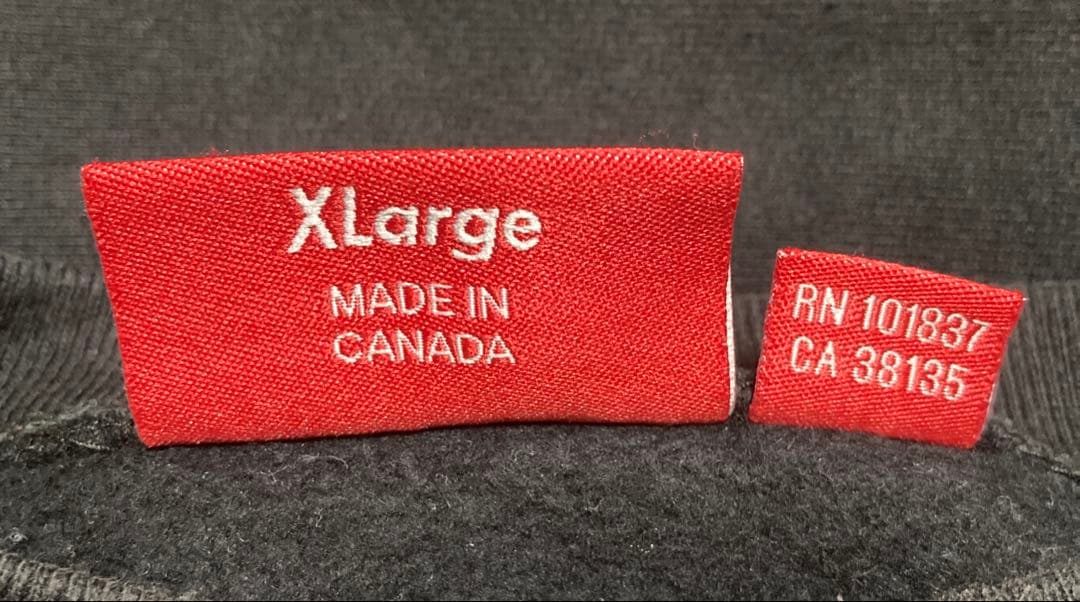 XLarge
MADE IN
CANADA
RN 101837
CA 38135